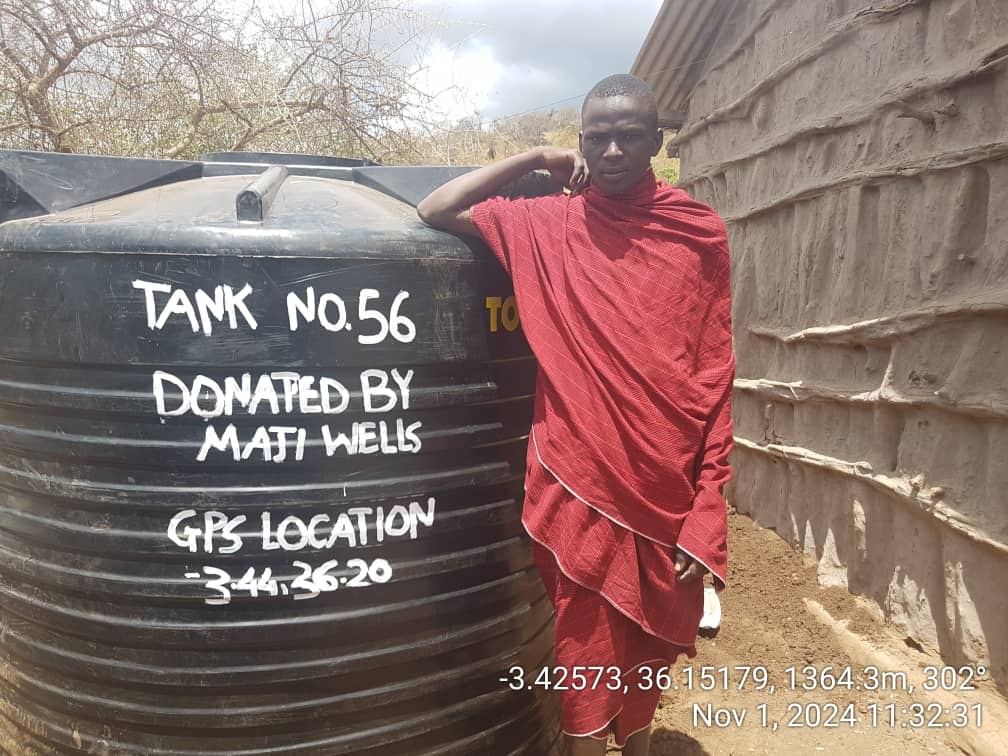 TANK NO.56
TO
DONATED BY
MAJI WELLS
GPS LOCATION
-3.44.36.20
-3.42573, 36.15179, 1364.3m, 302°
Nov 1, 2024 11:32:31